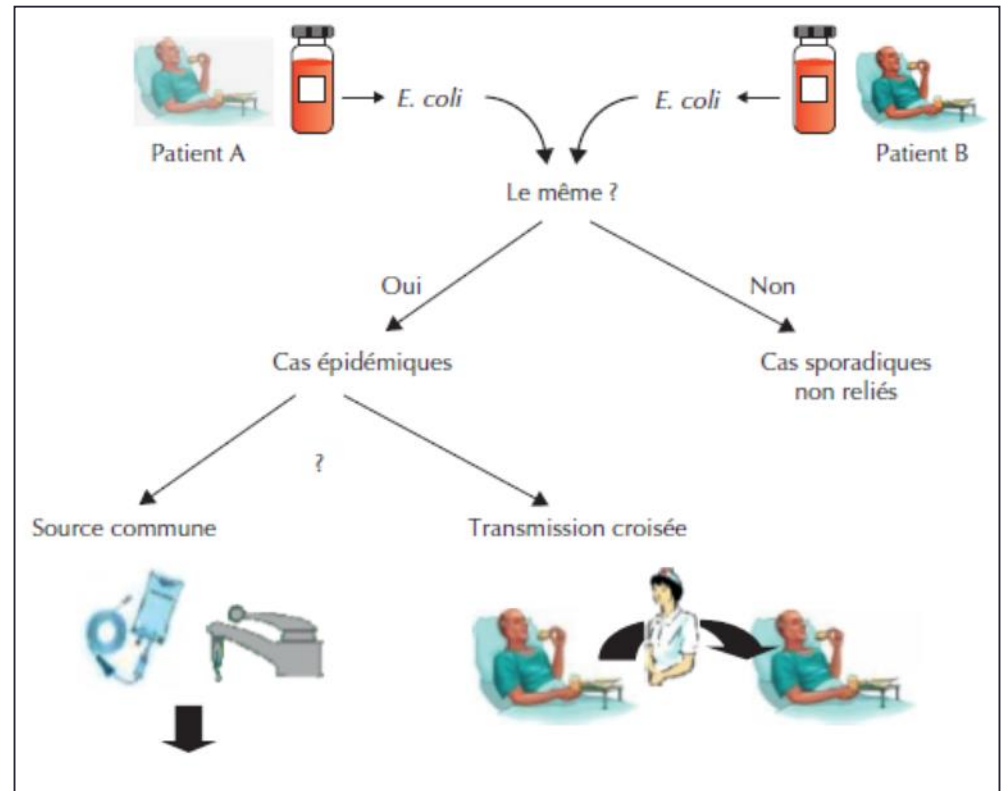 E. coli
E. coli
Patient A
Patient B
Le même ?
Oui
Non
Cas épidémiques
Cas sporadiques
non reliés
?
Source commune
Transmission croisée